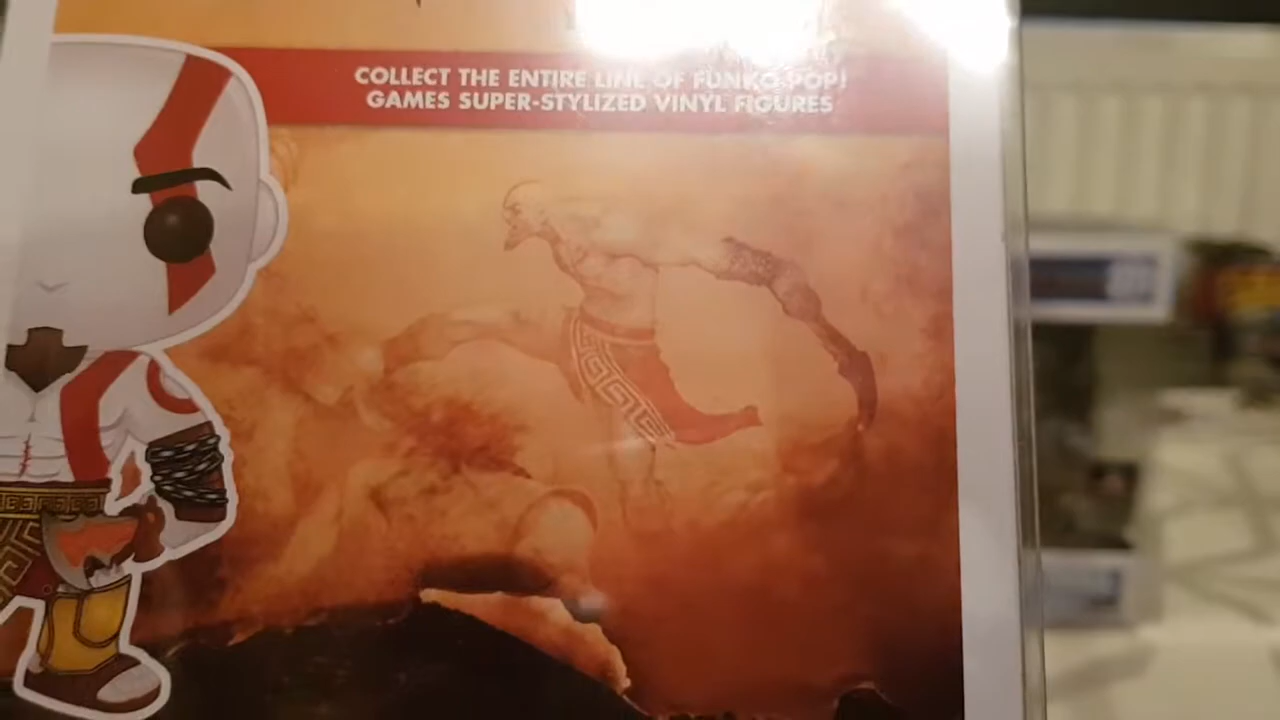 COLLECT THE ENTIRE LINE OF FUNKO POP!
GAMES SUPER-STYLIZED VINYL FIGURES